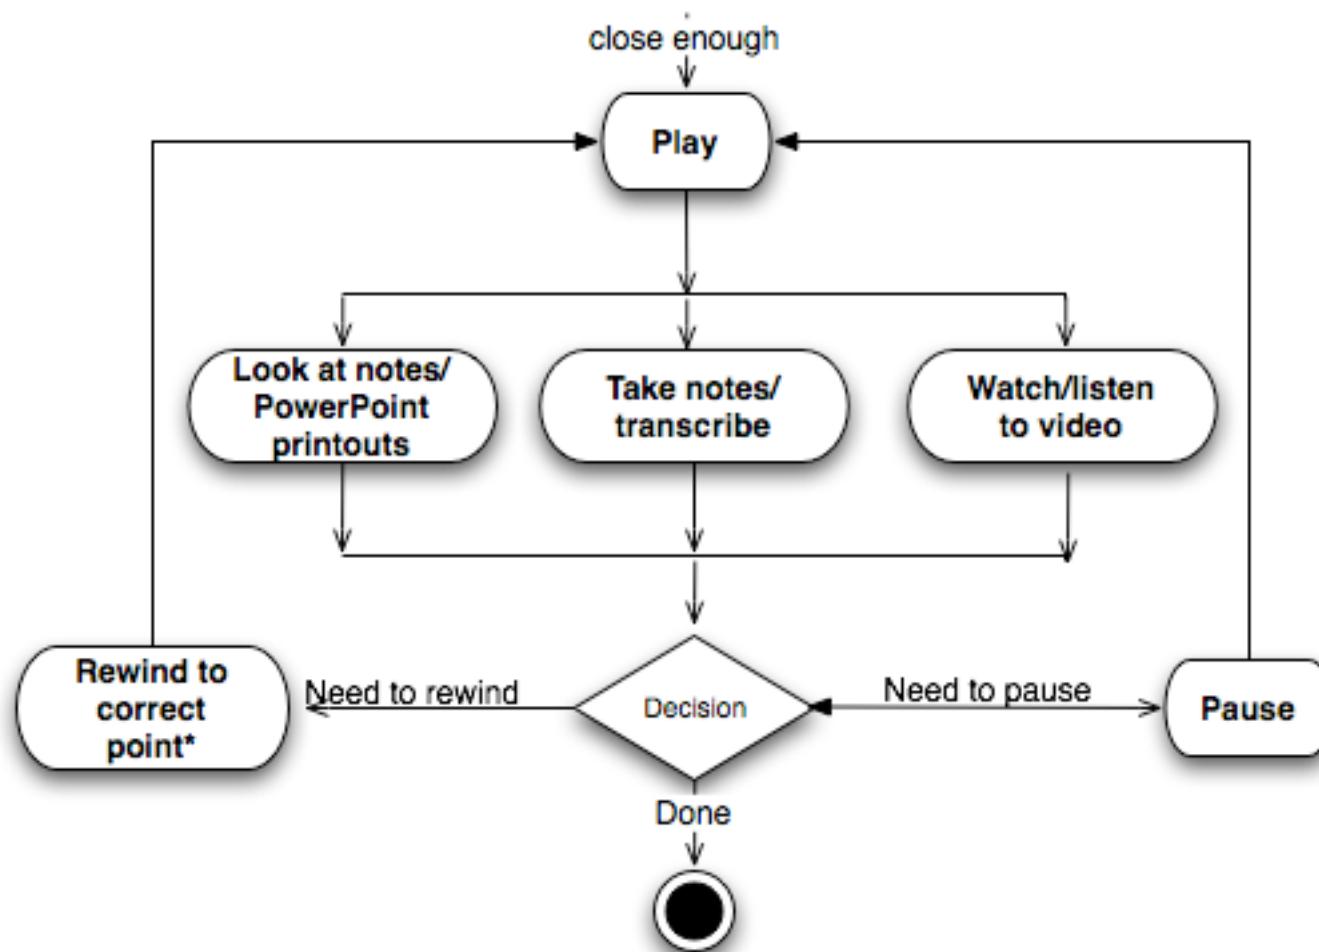 close enough
Play
Look at notes/
PowerPoint
printouts
Take notes/
transcribe
Watch/listen
to video
Rewind to
correct
point*
Need to rewind
Decision
Need to pause
Pause
Done